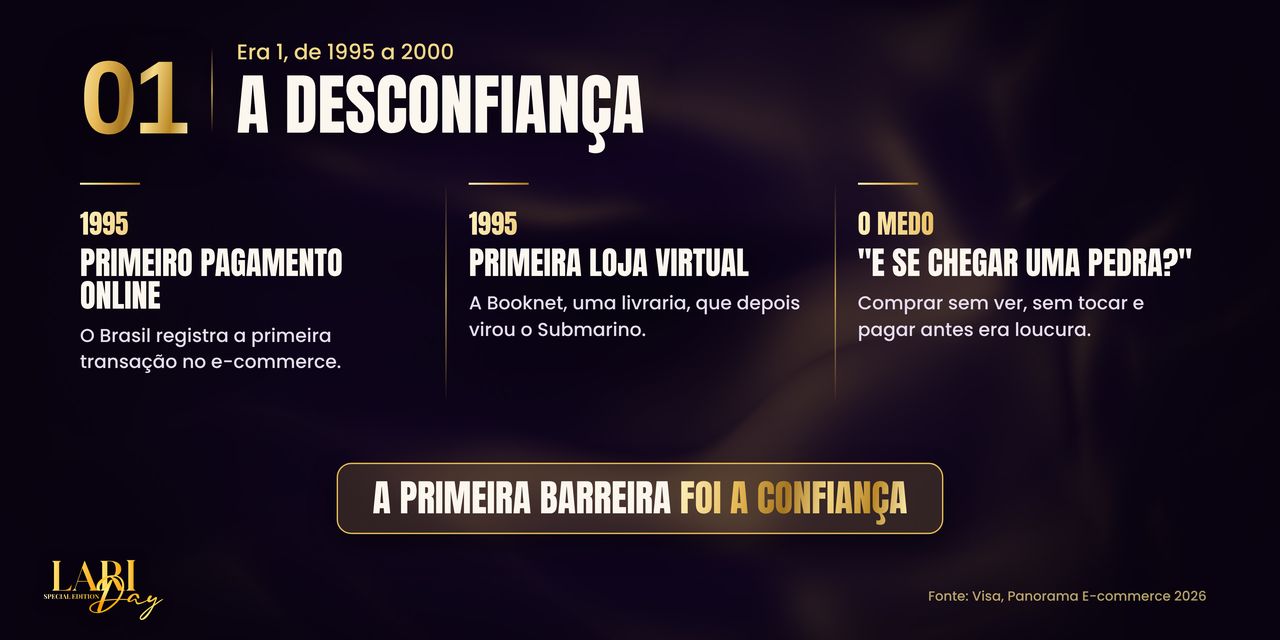 01
Era 1, de 1995 a 2000
A DESCONFIANÇA
1995
PRIMEIRO PAGAMENTO
ONLINE
O Brasil registra a primeira
transação no e-commerce.
1995
PRIMEIRA LOJA VIRTUAL
A Booknet, uma livraria, que depois
virou o Submarino.
O MEDO
"E SE CHEGAR UMA PEDRA?"
Comprar sem ver, sem tocar e
pagar antes era loucura.
A PRIMEIRA BARREIRA FOI A CONFIANÇA
LABI
SPECIAL EDITION
Day
Fonte: Visa, Panorama E-commerce 2026